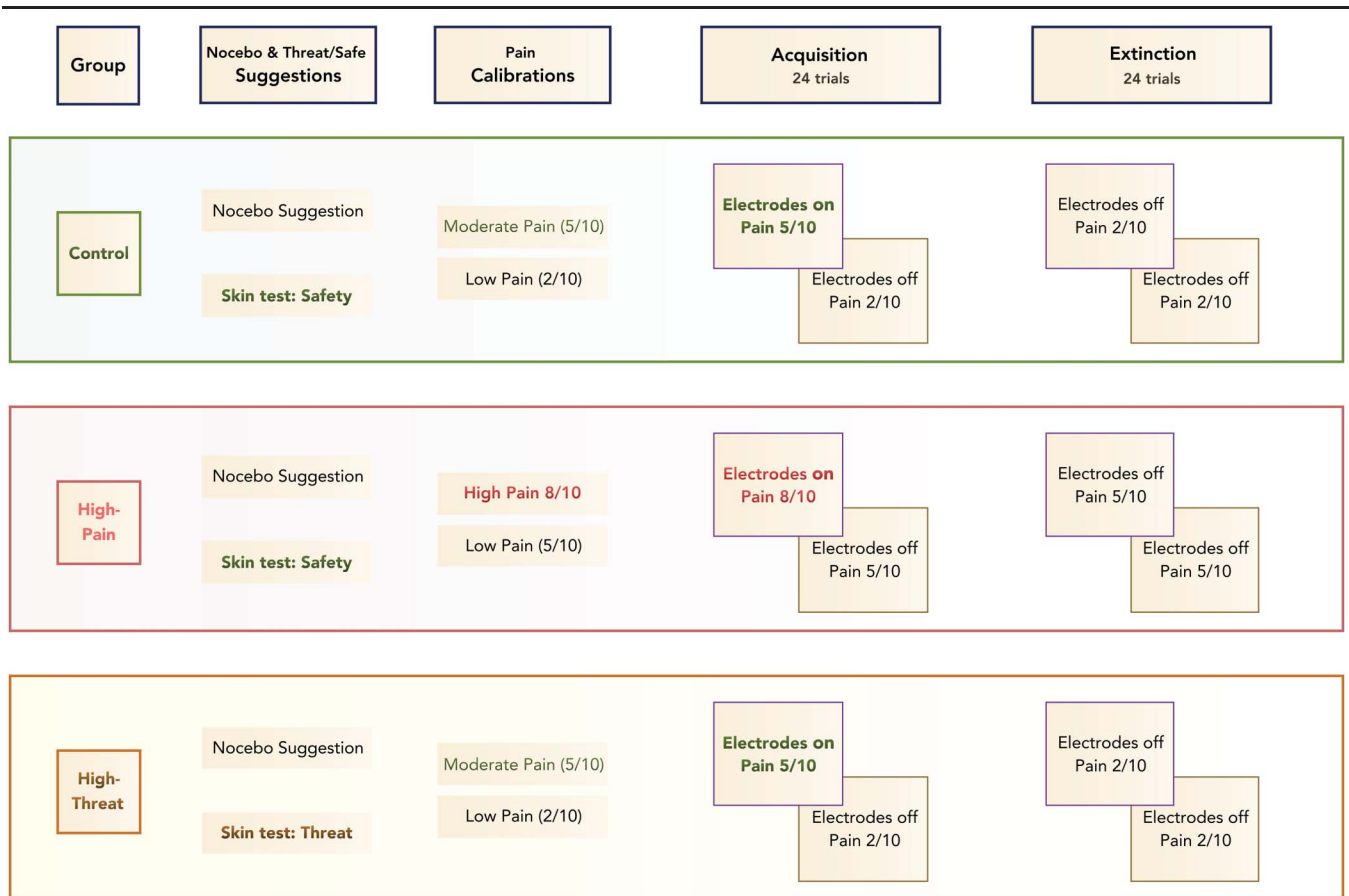 Group
Nocebo & Threat/Safe
Suggestions
Pain
Calibrations
Acquisition
24 trials
Extinction
24 trials
Control
Nocebo Suggestion
Skin test: Safety
Moderate Pain (5/10)
Low Pain (2/10)
Electrodes on
Pain 5/10
Electrodes off
Pain 2/10
Electrodes off
Pain 2/10
Electrodes off
Pain 2/10
High-
Pain
Nocebo Suggestion
Skin test: Safety
High Pain 8/10
Low Pain (5/10)
Electrodes on
Pain 8/10
Electrodes off
Pain 5/10
Electrodes off
Pain 5/10
Electrodes off
Pain 5/10
High-
Threat
Nocebo Suggestion
Skin test: Threat
Moderate Pain (5/10)
Low Pain (2/10)
Electrodes on
Pain 5/10
Electrodes off
Pain 2/10
Electrodes off
Pain 2/10
Electrodes off
Pain 2/10